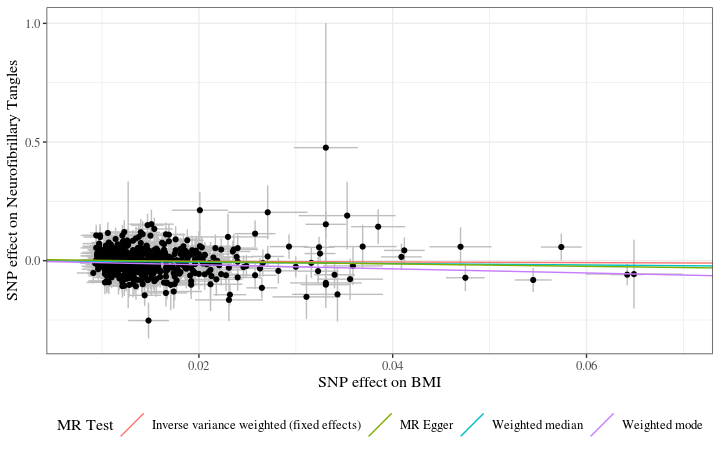 1.0
0.5
0.0
SNP effect on Neurofibrillary Tangles
0.02
0.04
0.06
SNP effect on BMI
MR Test
Inverse variance weighted (fixed effects)
MR Egger
Weighted median
Weighted mode